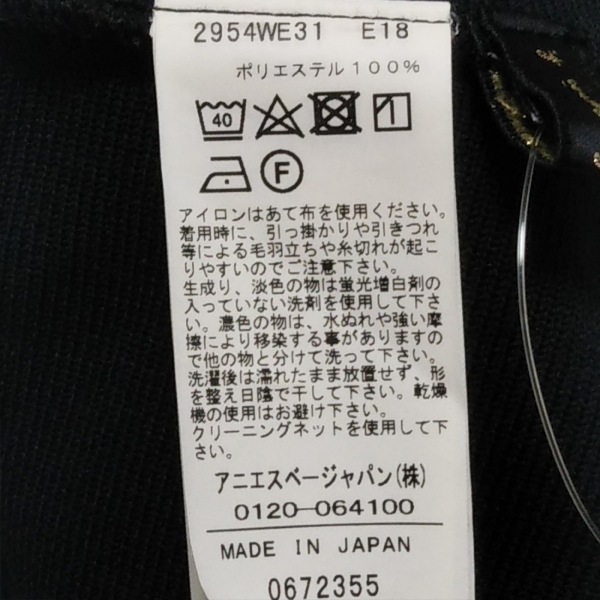 2954WE31 E18
ポリエステル100%
40
F
アイロンはあて布を使用ください。
着用時に、引っ掛かりや引きつれ
等による毛羽立ちや糸切れが起こ
りやすいのでご注意下さい。
生成り、淡色の物は蛍光増白剤の
入っていない洗剤を使用して下さ
い。濃色の物は、水ぬれや強い摩
擦により移染する事がありますの
で他の物と分けて洗って下さい。
洗濯後は濡れたまま放置せず、形
を整え日陰で干して下さい。乾燥
機の使用はお避け下さい。
クリーニングネットを使用して下
さい。
アニエスベージャパン(株)
0120-064100
MADE IN JAPAN
0672355